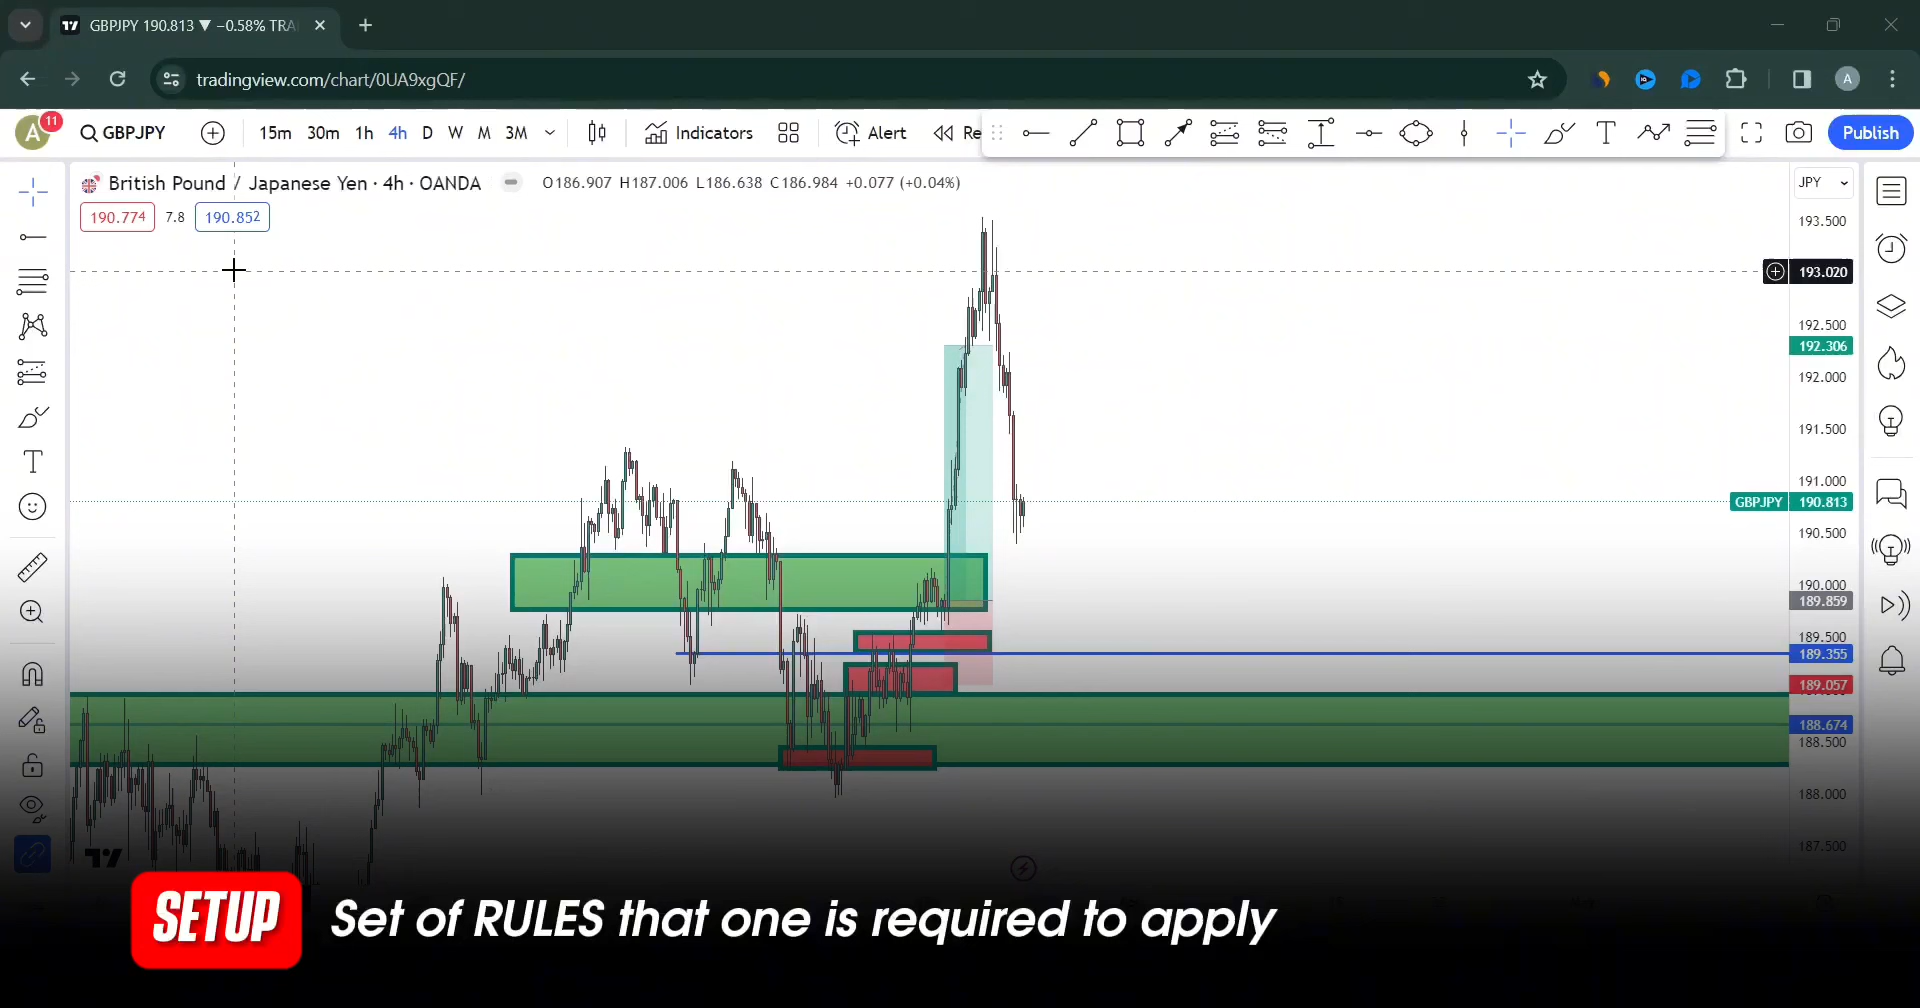 GBPJPY 190.813 ▼ −0.58% TRA
tradingview.com/chart/0UA9xgQF/
A
A
11
GBPJPY
15m 30m 1h 4h D W M 3M
Indicators
Alert
Re
Publish
British Pound / Japanese Yen · 4h · OANDA
O186.907 H187.006 L186.638 C186.984 +0.077 (+0.04%)
JPY
190.774 7.8 190.852
193.500
193.020
192.500
192.306
192.000
191.500
191.000
GBPJPY 190.813
190.500
190.000
189.859
189.500
189.355
189.057
188.674
188.500
188.000
187.500
SETUP
Set of RULES that one is required to apply